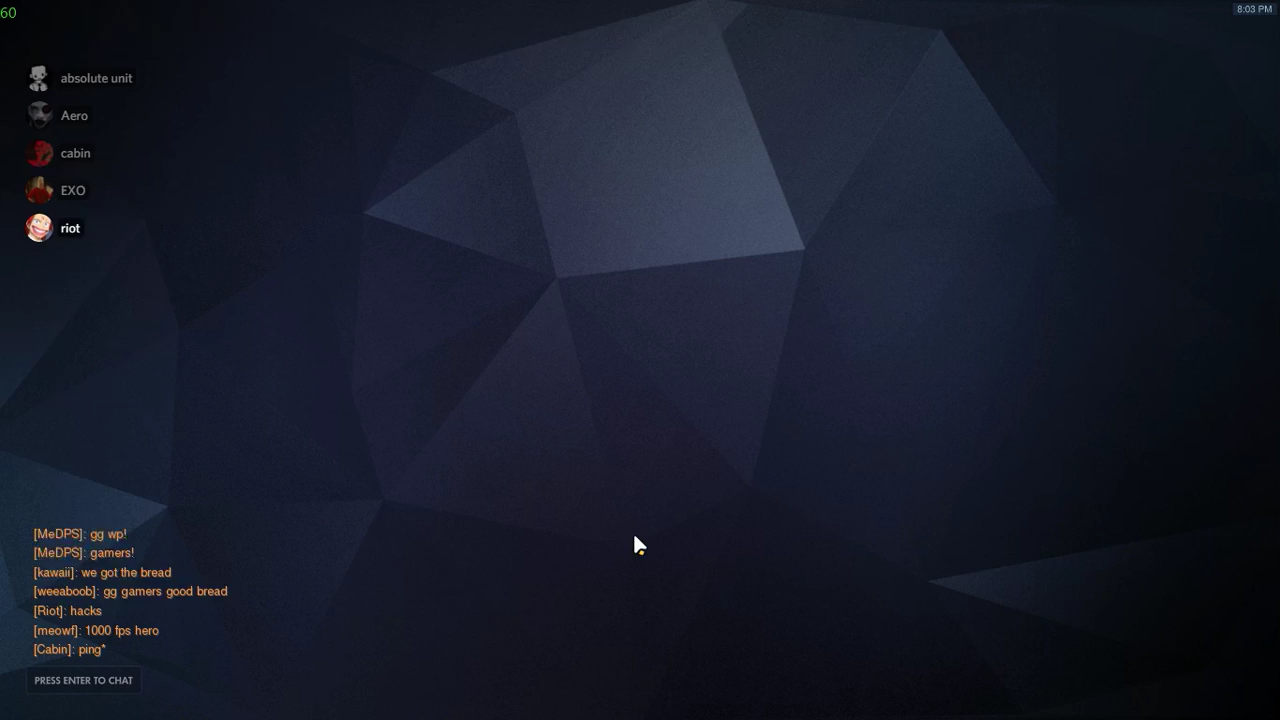 60
8:03 PM
absolute unit
Aero
cabin
EXO
riot
[MeDPS]: gg wp!
[MeDPS]: gamers!
[kawaii]: we got the bread
[weeaboob]: gg gamers good bread
[Riot]: hacks
[meowf]: 1000 fps hero
[Cabin]: ping*
PRESS ENTER TO CHAT